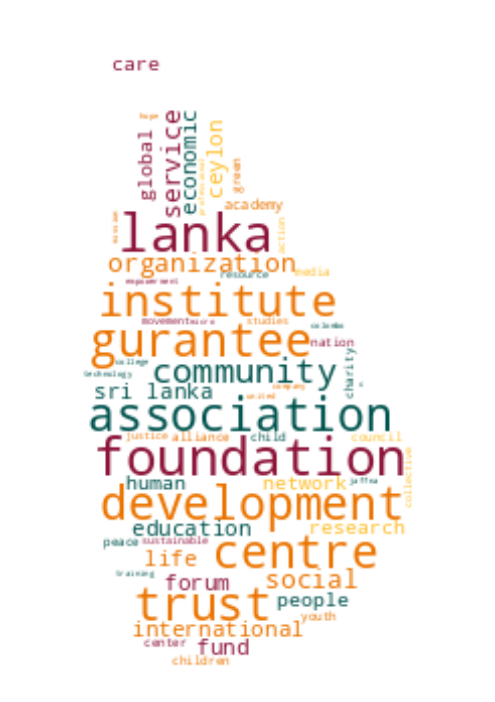 care
hope
global
service
economic
ceylon
professional
green
academy
mission
lanka
action
organization
resource
media
empowerment
institute
movement
micro
studies
colombo
gurantee
nation
college
community
charity
technology
company
sri lanka
united
association
justice
alliance
child
council
foundation
collective
human
network
jaffna
development
education
research
peace
sustainable
centre
life
training
forum
social
trust
people
youth
international
center
fund
children